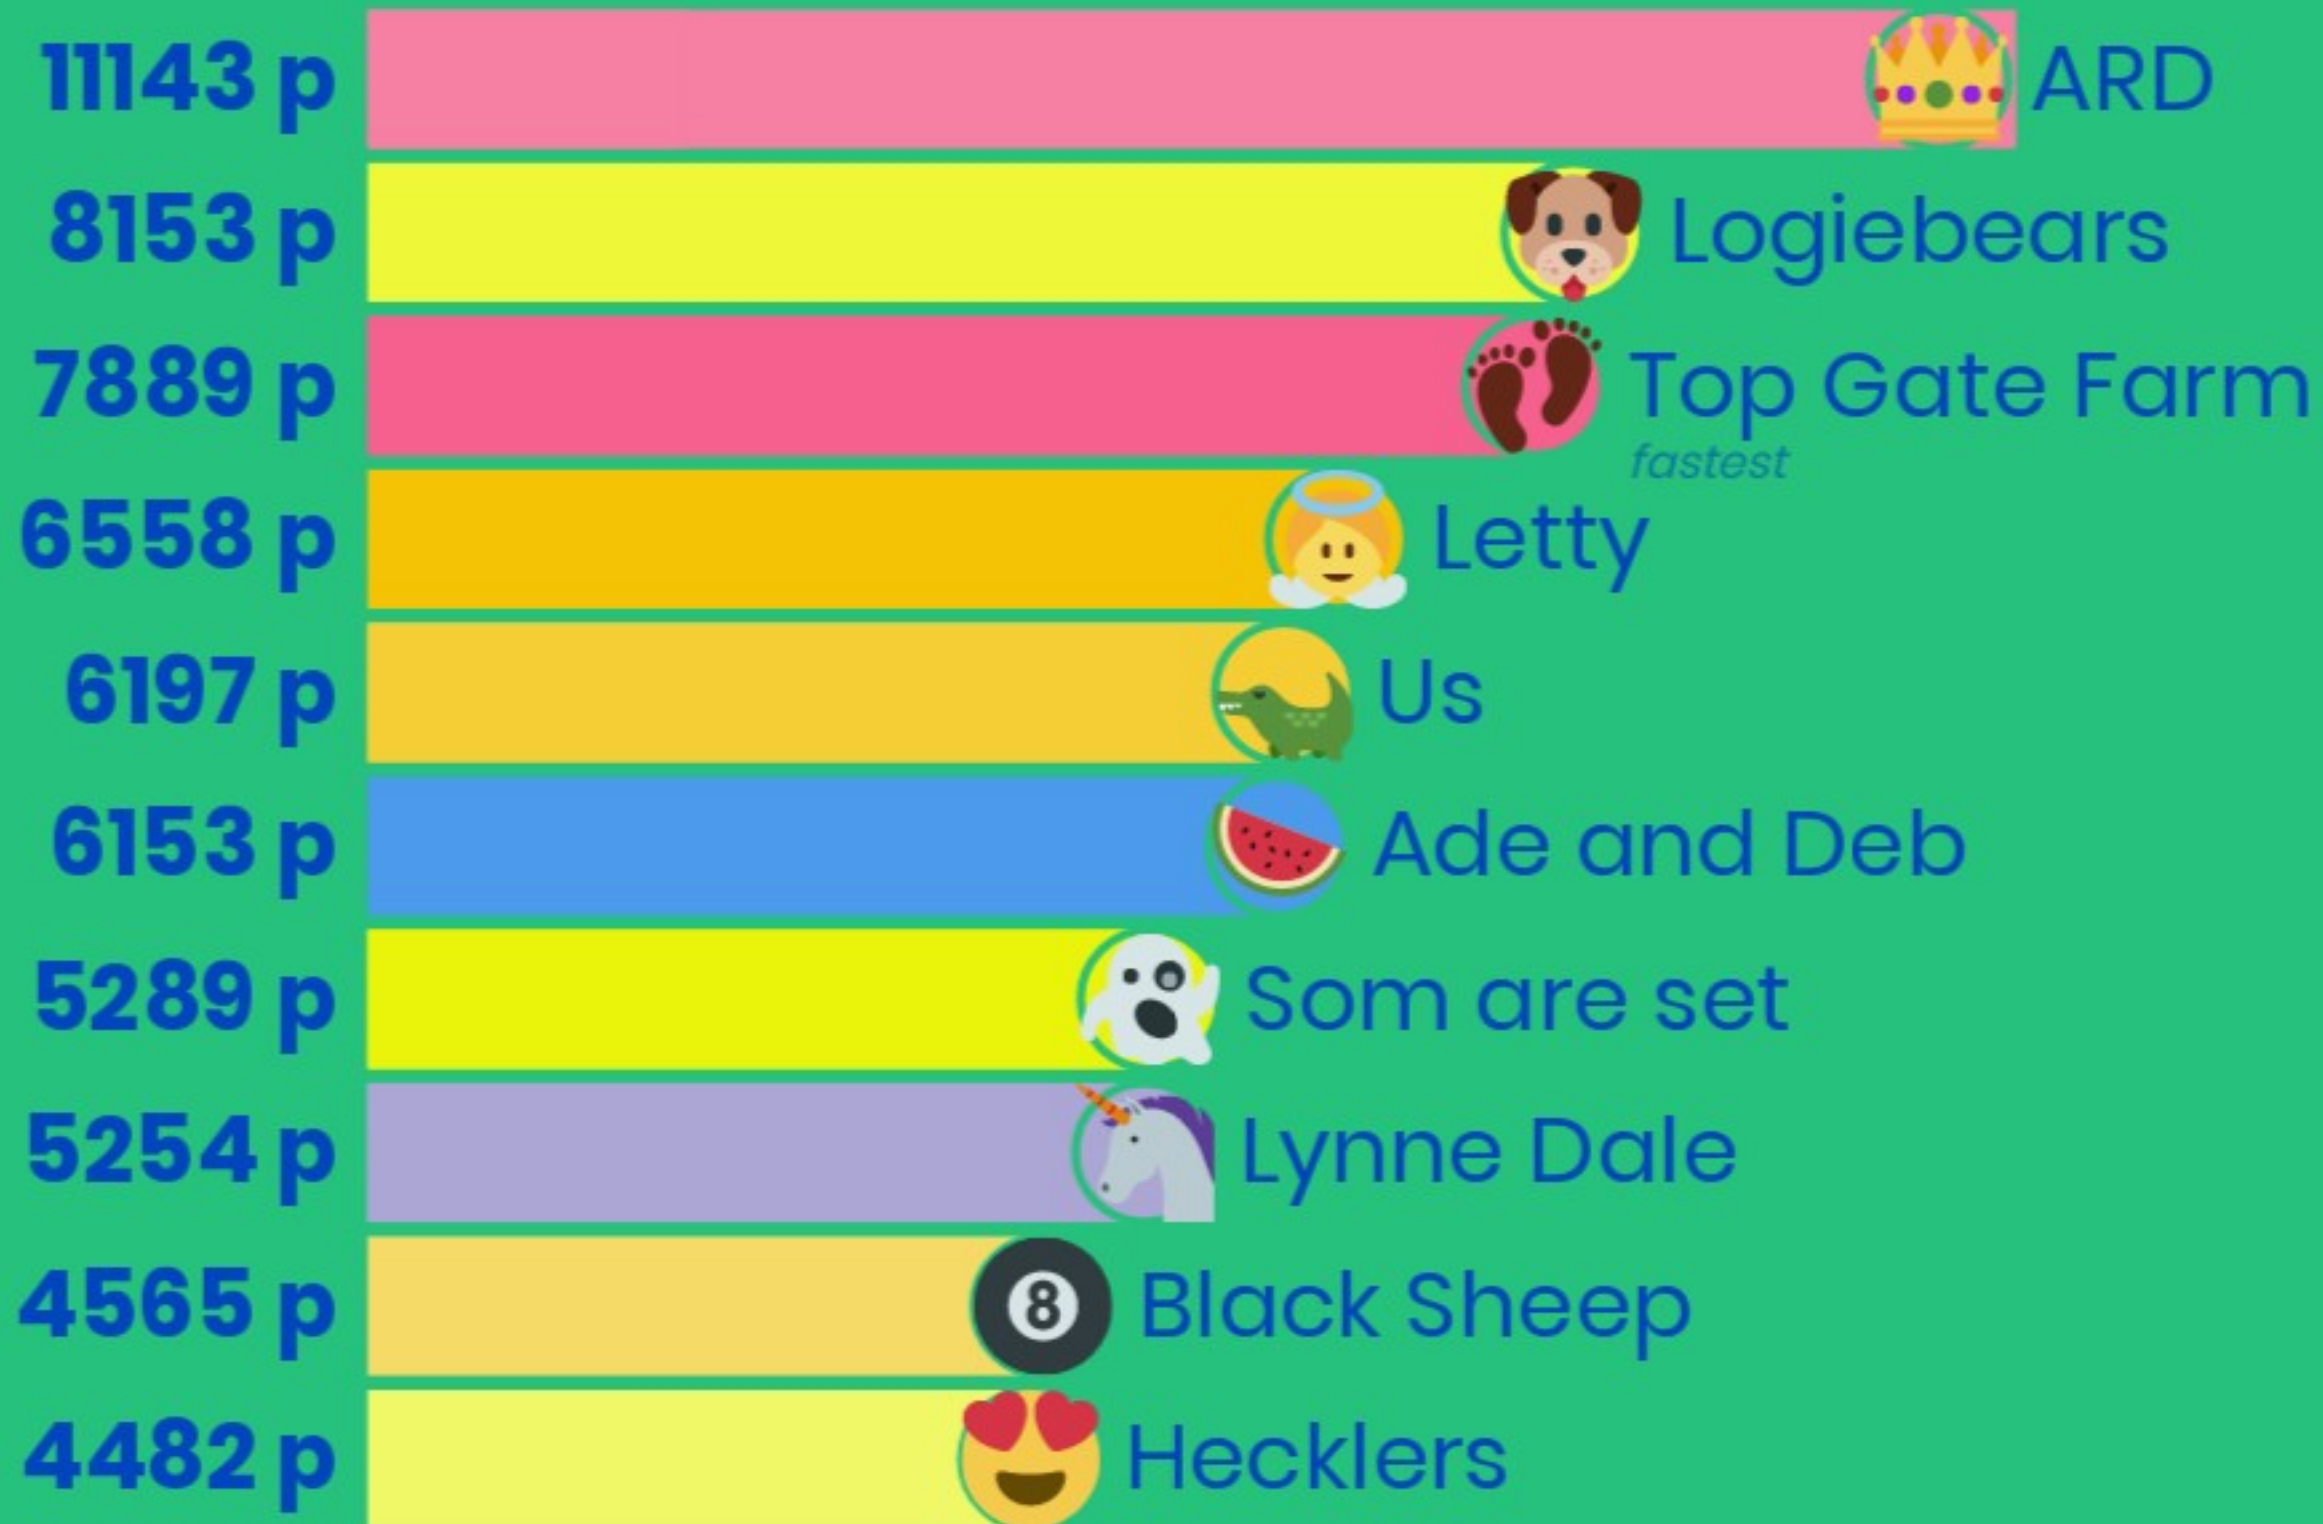 11143 p ARD
8153 p Logiebears
7889 p Top Gate Farm
fastest
6558 p Letty
6197 p Us
6153 p Ade and Deb
5289 p Som are set
5254 p Lynne Dale
4565 p 8 Black Sheep
4482 p Hecklers